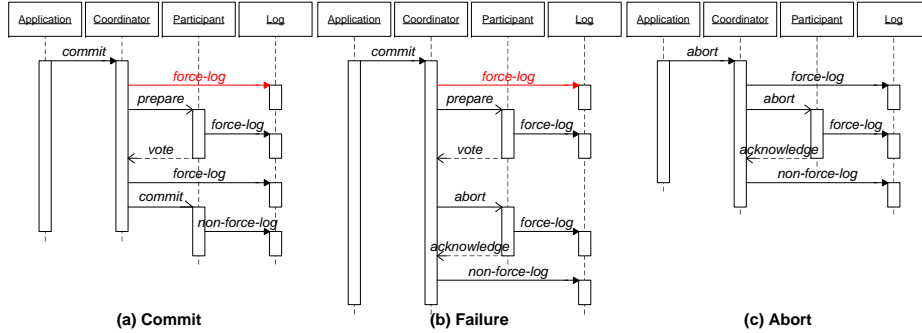 Application Coordinator Participant Log
commit
force-log
prepare
force-log
vote
force-log
commit
non-force-log
(a) Commit
Application Coordinator Participant Log
commit
force-log
prepare
force-log
vote
abort
force-log
acknowledge
non-force-log
(b) Failure
Application Coordinator Participant Log
abort
force-log
abort
force-log
acknowledge
non-force-log
(c) Abort